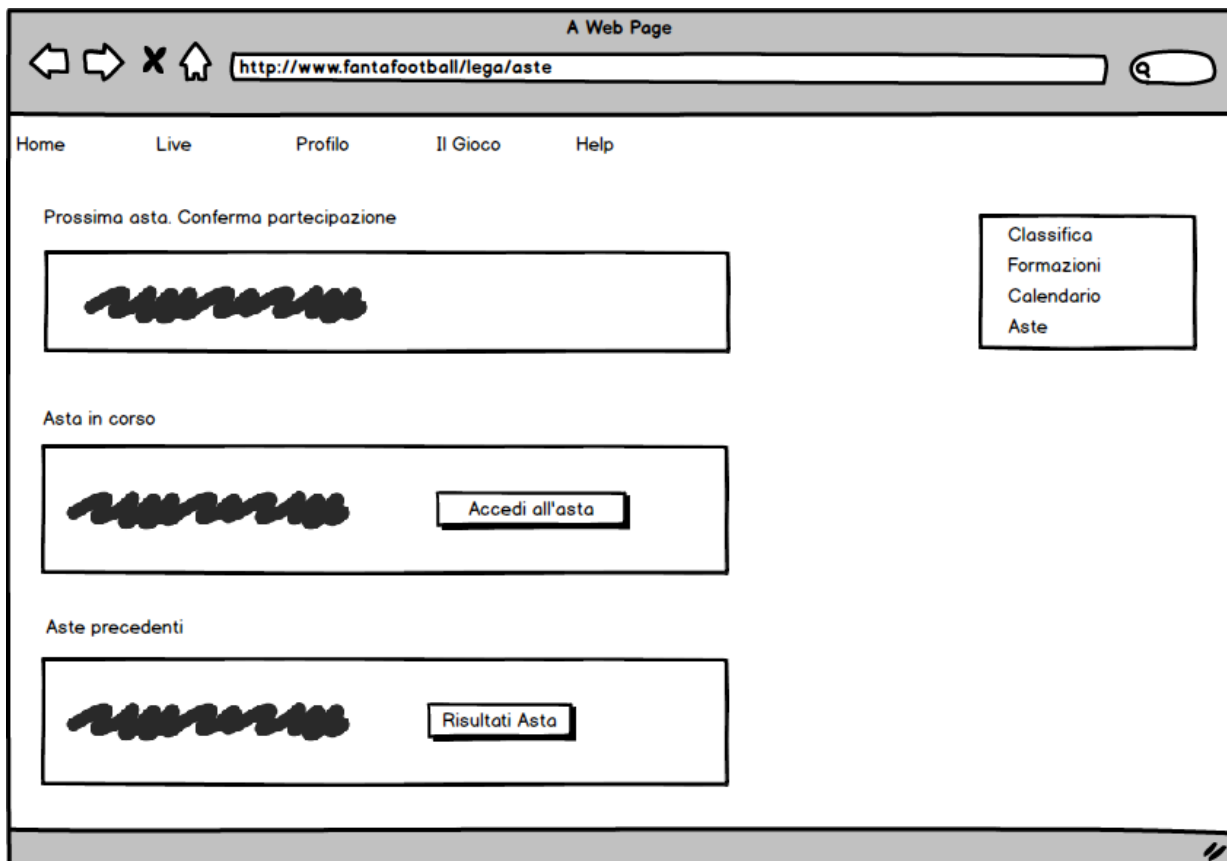 A Web Page
http://www.fantafootball/lega/aste
Home Live Profilo Il Gioco Help
Prossima asta. Conferma partecipazione
Classifica
Formazioni
Calendario
Aste
Asta in corso
Accedi all'asta
Aste precedenti
Risultati Asta